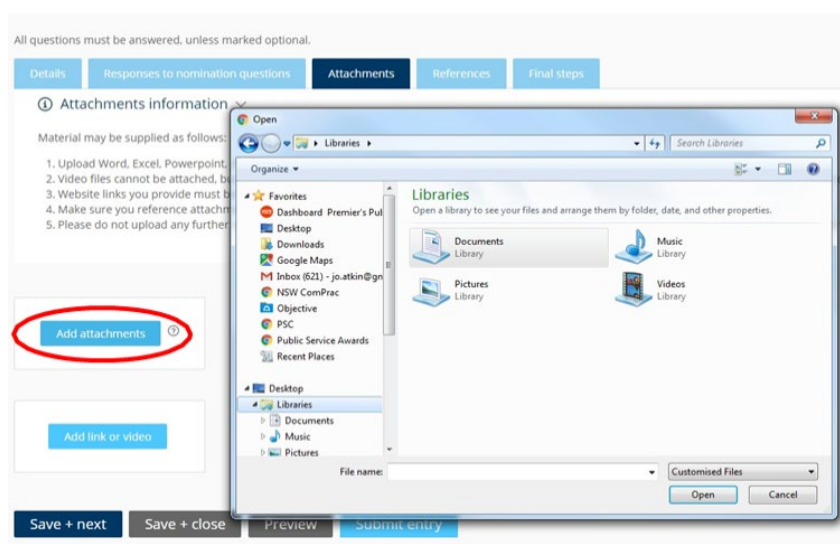 All questions must be answered, unless marked optional.
Details
Responses to nomination questions
Attachments
References
Final steps
Attachments information
Material may be supplied as follows:
1. Upload Word, Excel, Powerpoint,
2. Video files cannot be attached,
3. Website links you provide must
4. Make sure you reference
5. Please do not upload any further
Add attachments
Add link or video
Save + next
Save + close
Preview
Submit entry
Open
Libraries
Search Libraries
Organize
Favorites
Dashboard Premier's Pul
Desktop
Downloads
Google Maps
Inbox (621) - jo.atkin@gn
NSW ComPrac
Objective
PSC
Public Service Awards
Recent Places
Desktop
Libraries
Documents
Music
Pictures
Libraries
Open a library to see your files and arrange them by folder, date, and other properties.
Documents
Library
Music
Library
Pictures
Library
Videos
Library
File name:
Customised Files
Open
Cancel